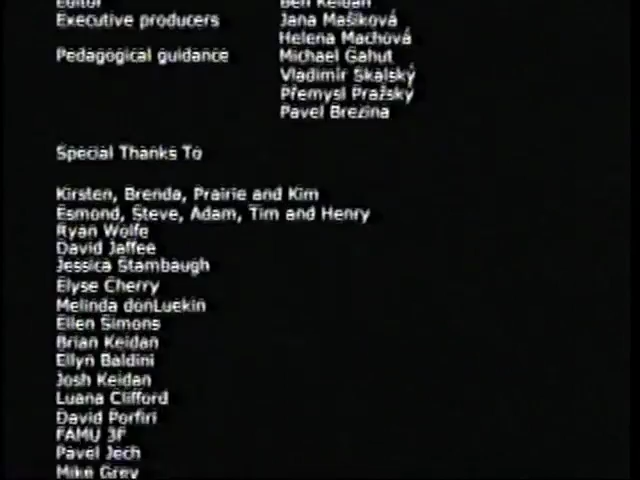 Editor Ben Keidan
Executive producers Jana Mašíková
Helena Machová
Pedagogical guidance Michael Gahut
Vladimír Skalský
Přemysl Pražský
Pavel Brezina
Special Thanks To
Kirsten, Brenda, Prairie and Kim
Esmond, Steve, Adam, Tim and Henry
Ryan Wolfe
David Jaffee
Jessica Stambaugh
Elyse Cherry
Melinda donLuekin
Ellen Simons
Brian Keidan
Ellyn Baldini
Josh Keidan
Luana Clifford
David Porfiri
FAMU 3F
Pavel Jech
Mike Grey